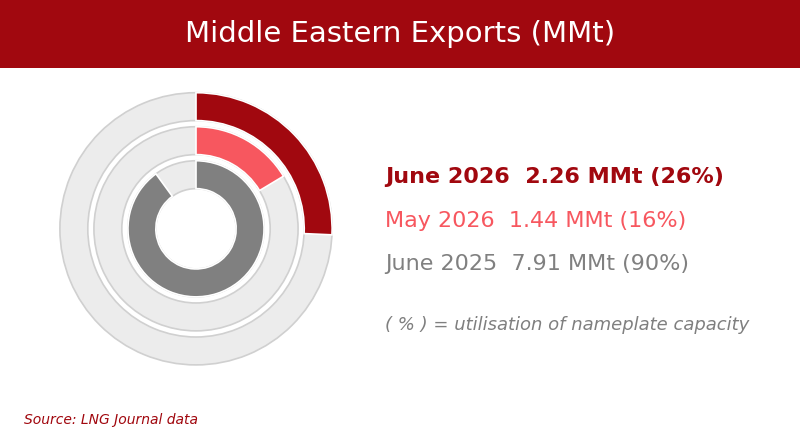 Middle Eastern Exports (MMt)
June 2026  2.26 MMt (26%)
May 2026  1.44 MMt (16%)
June 2025  7.91 MMt (90%)
( % ) = utilisation of nameplate capacity
Source: LNG Journal data